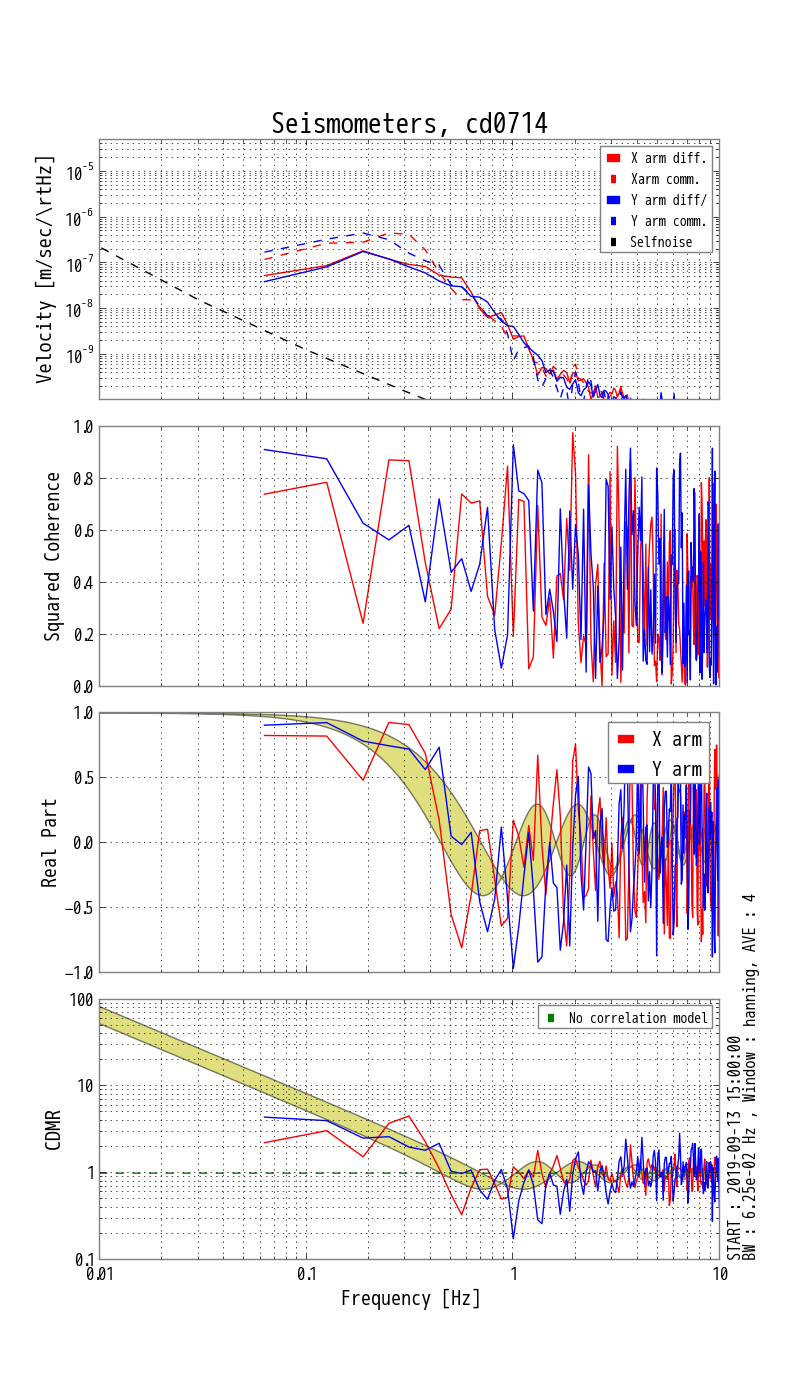 Seismometers, cd0714
Velocity [m/sec/\rtHz]
10^-5
10^-6
10^-7
10^-8
10^-9
X arm diff.
Xarm comm.
Y arm diff/
Y arm comm.
Selfnoise
Squared Coherence
1.0
0.8
0.6
0.4
0.2
0.0
Real Part
1.0
0.5
0.0
−0.5
−1.0
X arm
Y arm
CDMR
100
10
1
0.1
No correlation model
0.01
0.1
1
10
Frequency [Hz]
START : 2019-09-13 15:00:00
BW : 6.25e-02 Hz , Window : hanning, AVE : 4